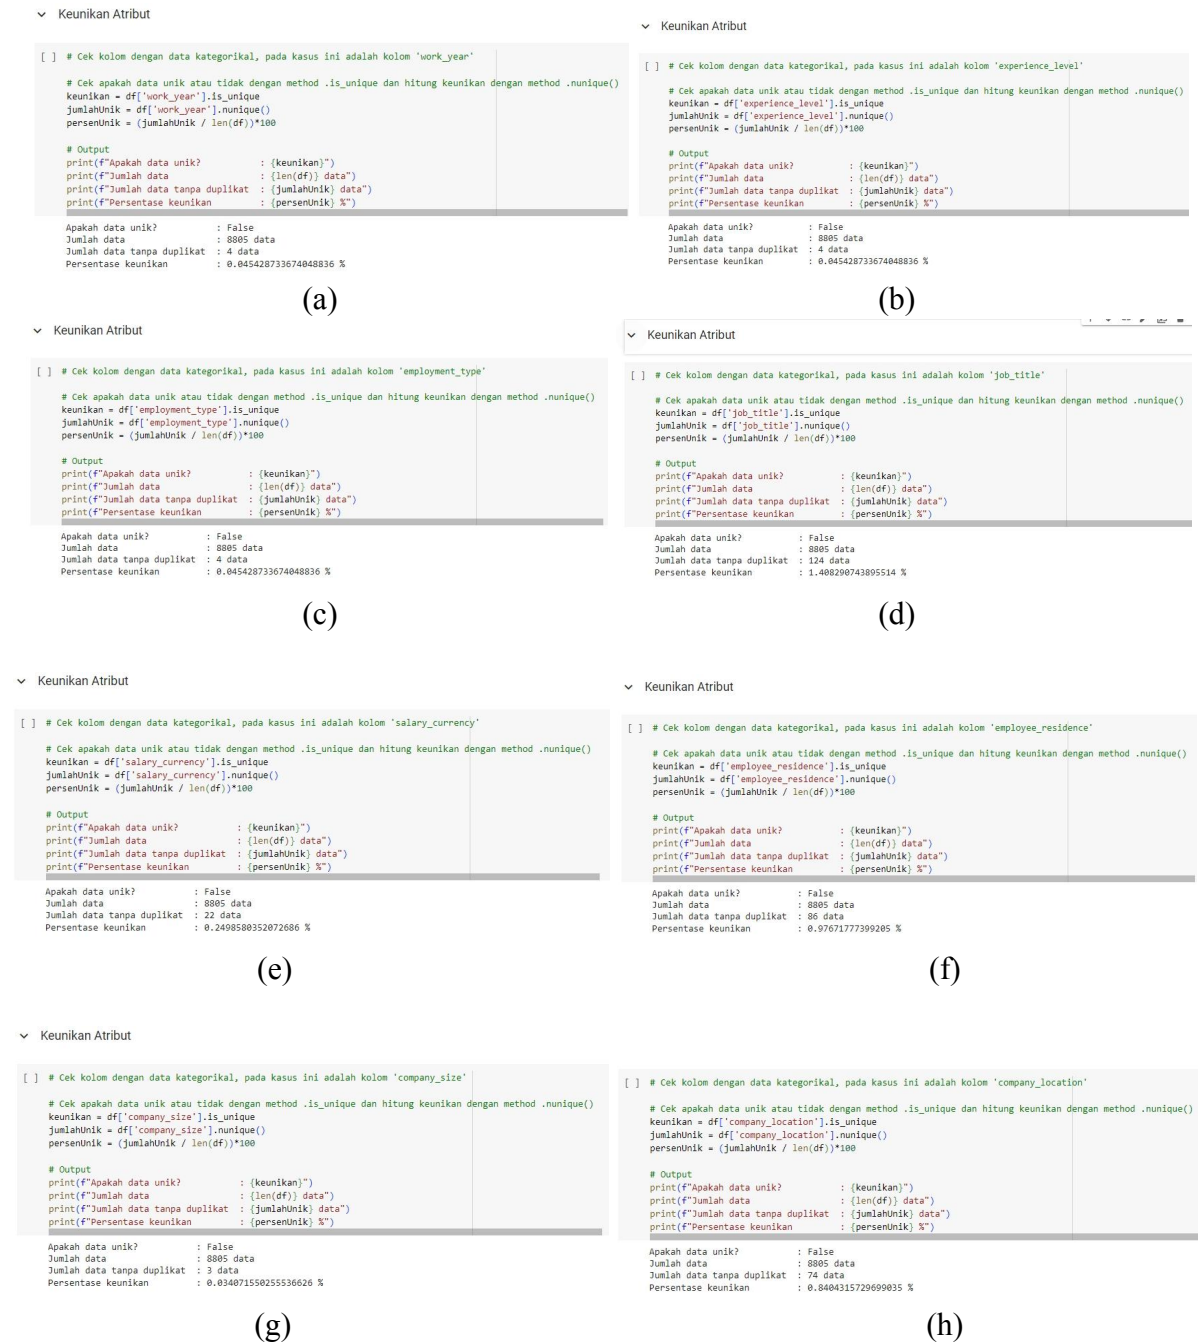 Keunikan Atribut
[ ] # Cek kolom dengan data kategorikal, pada kasus ini adalah kolom 'work_year'
# Cek apakah data unik atau tidak dengan method .is_unique dan hitung keunikan dengan method .nunique()
keunikan = df['work_year'].is_unique
jumlahUnik = df['work_year'].nunique()
persenUnik = (jumlahUnik / len(df))*100
# Output
print(f"Apakah data unik? : {keunikan}")
print(f"Jumlah data : {len(df)} data")
print(f"Jumlah data tanpa duplikat : {jumlahUnik} data")
print(f"Persentase keunikan : {persenUnik} %")
Apakah data unik? : False
Jumlah data : 8805 data
Jumlah data tanpa duplikat : 4 data
Persentase keunikan : 0.045428733674048836 %
(a)
Keunikan Atribut
[ ] # Cek kolom dengan data kategorikal, pada kasus ini adalah kolom 'experience_level'
# Cek apakah data unik atau tidak dengan method .is_unique dan hitung keunikan dengan method .nunique()
keunikan = df['experience_level'].is_unique
jumlahUnik = df['experience_level'].nunique()
persenUnik = (jumlahUnik / len(df))*100
# Output
print(f"Apakah data unik? : {keunikan}")
print(f"Jumlah data : {len(df)} data")
print(f"Jumlah data tanpa duplikat : {jumlahUnik} data")
print(f"Persentase keunikan : {persenUnik} %")
Apakah data unik? : False
Jumlah data : 8805 data
Jumlah data tanpa duplikat : 4 data
Persentase keunikan : 0.045428733674048836 %
(b)
Keunikan Atribut
[ ] # Cek kolom dengan data kategorikal, pada kasus ini adalah kolom 'employment_type'
# Cek apakah data unik atau tidak dengan method .is_unique dan hitung keunikan dengan method .nunique()
keunikan = df['employment_type'].is_unique
jumlahUnik = df['employment_type'].nunique()
persenUnik = (jumlahUnik / len(df))*100
# Output
print(f"Apakah data unik? : {keunikan}")
print(f"Jumlah data : {len(df)} data")
print(f"Jumlah data tanpa duplikat : {jumlahUnik} data")
print(f"Persentase keunikan : {persenUnik} %")
Apakah data unik? : False
Jumlah data : 8805 data
Jumlah data tanpa duplikat : 4 data
Persentase keunikan : 0.045428733674048836 %
(c)
Keunikan Atribut
[ ] # Cek kolom dengan data kategorikal, pada kasus ini adalah kolom 'job_title'
# Cek apakah data unik atau tidak dengan method .is_unique dan hitung keunikan dengan method .nunique()
keunikan = df['job_title'].is_unique
jumlahUnik = df['job_title'].nunique()
persenUnik = (jumlahUnik / len(df))*100
# Output
print(f"Apakah data unik? : {keunikan}")
print(f"Jumlah data : {len(df)} data")
print(f"Jumlah data tanpa duplikat : {jumlahUnik} data")
print(f"Persentase keunikan : {persenUnik} %")
Apakah data unik? : False
Jumlah data : 8805 data
Jumlah data tanpa duplikat : 124 data
Persentase keunikan : 1.408290743895514 %
(d)
Keunikan Atribut
[ ] # Cek kolom dengan data kategorikal, pada kasus ini adalah kolom 'salary_currency'
# Cek apakah data unik atau tidak dengan method .is_unique dan hitung keunikan dengan method .nunique()
keunikan = df['salary_currency'].is_unique
jumlahUnik = df['salary_currency'].nunique()
persenUnik = (jumlahUnik / len(df))*100
# Output
print(f"Apakah data unik? : {keunikan}")
print(f"Jumlah data : {len(df)} data")
print(f"Jumlah data tanpa duplikat : {jumlahUnik} data")
print(f"Persentase keunikan : {persenUnik} %")
Apakah data unik? : False
Jumlah data : 8805 data
Jumlah data tanpa duplikat : 22 data
Persentase keunikan : 0.2498580352072686 %
(e)
Keunikan Atribut
[ ] # Cek kolom dengan data kategorikal, pada kasus ini adalah kolom 'employee_residence'
# Cek apakah data unik atau tidak dengan method .is_unique dan hitung keunikan dengan method .nunique()
keunikan = df['employee_residence'].is_unique
jumlahUnik = df['employee_residence'].nunique()
persenUnik = (jumlahUnik / len(df))*100
# Output
print(f"Apakah data unik? : {keunikan}")
print(f"Jumlah data : {len(df)} data")
print(f"Jumlah data tanpa duplikat : {jumlahUnik} data")
print(f"Persentase keunikan : {persenUnik} %")
Apakah data unik? : False
Jumlah data : 8805 data
Jumlah data tanpa duplikat : 86 data
Persentase keunikan : 0.97671777399205 %
(f)
Keunikan Atribut
[ ] # Cek kolom dengan data kategorikal, pada kasus ini adalah kolom 'company_size'
# Cek apakah data unik atau tidak dengan method .is_unique dan hitung keunikan dengan method .nunique()
keunikan = df['company_size'].is_unique
jumlahUnik = df['company_size'].nunique()
persenUnik = (jumlahUnik / len(df))*100
# Output
print(f"Apakah data unik? : {keunikan}")
print(f"Jumlah data : {len(df)} data")
print(f"Jumlah data tanpa duplikat : {jumlahUnik} data")
print(f"Persentase keunikan : {persenUnik} %")
Apakah data unik? : False
Jumlah data : 8805 data
Jumlah data tanpa duplikat : 3 data
Persentase keunikan : 0.034071550255536626 %
(g)
[ ] # Cek kolom dengan data kategorikal, pada kasus ini adalah kolom 'company_location'
# Cek apakah data unik atau tidak dengan method .is_unique dan hitung keunikan dengan method .nunique()
keunikan = df['company_location'].is_unique
jumlahUnik = df['company_location'].nunique()
persenUnik = (jumlahUnik / len(df))*100
# Output
print(f"Apakah data unik? : {keunikan}")
print(f"Jumlah data : {len(df)} data")
print(f"Jumlah data tanpa duplikat : {jumlahUnik} data")
print(f"Persentase keunikan : {persenUnik} %")
Apakah data unik? : False
Jumlah data : 8805 data
Jumlah data tanpa duplikat : 74 data
Persentase keunikan : 0.8404315729699035 %
(h)